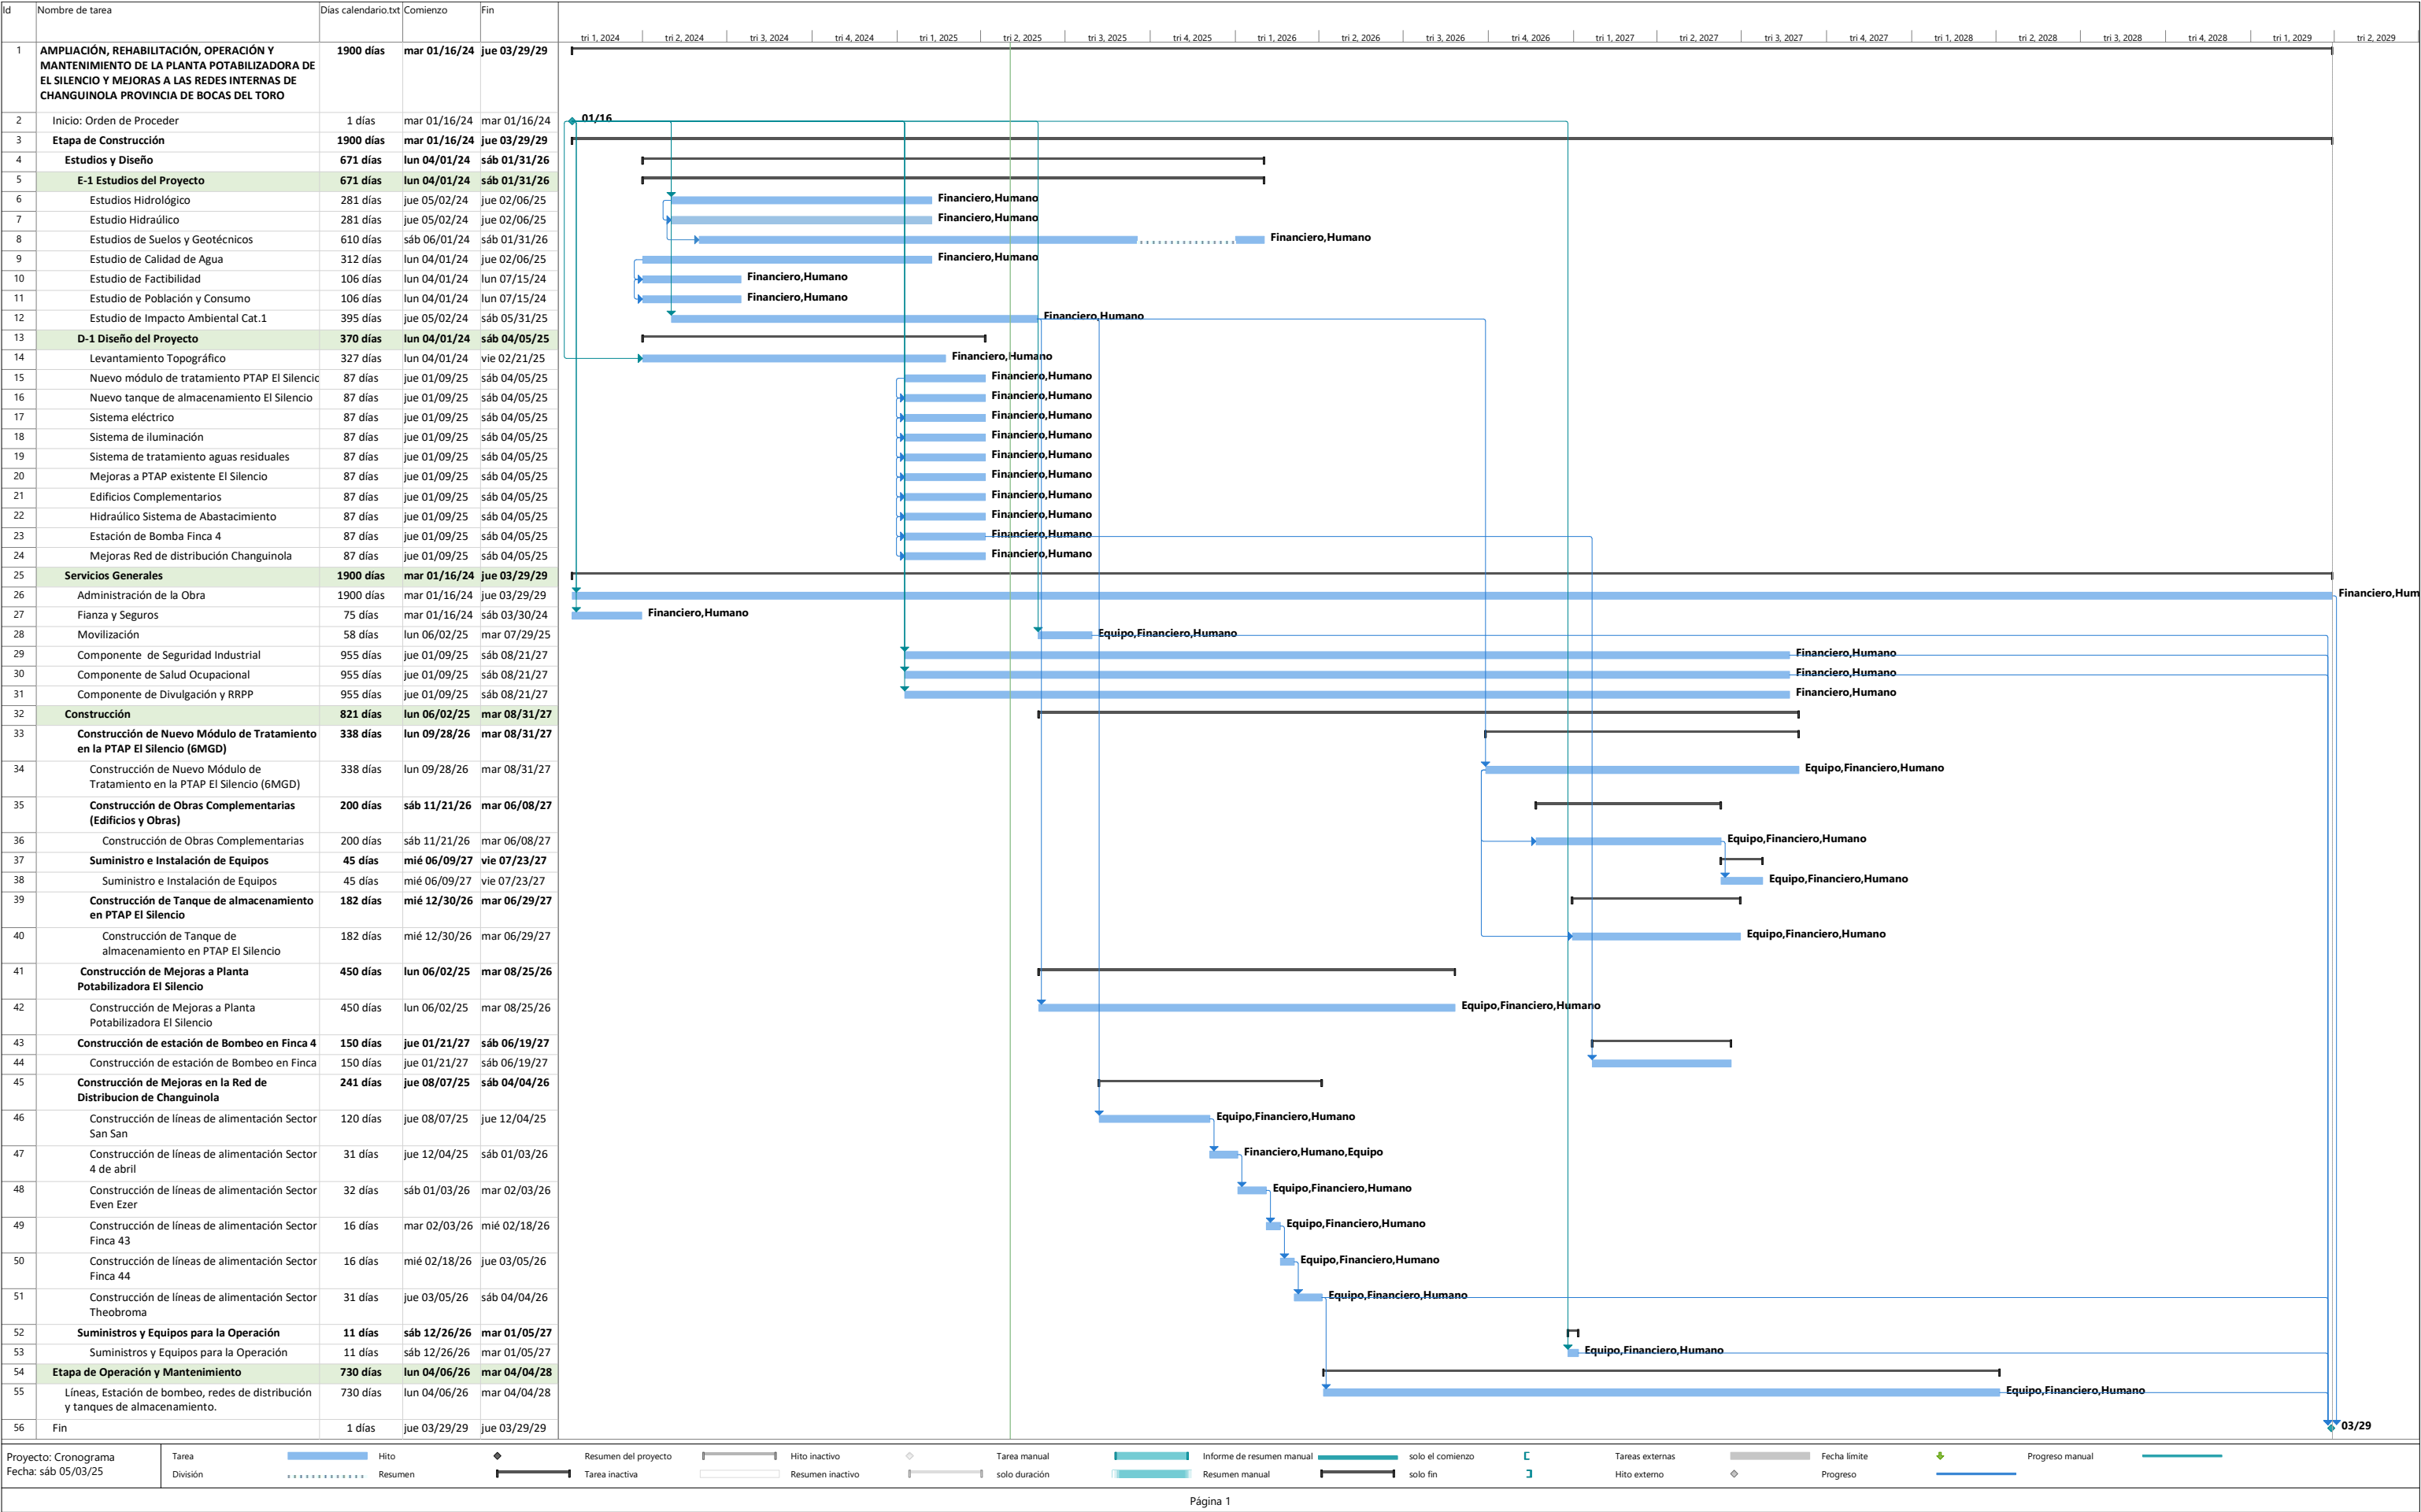 Id Nombre de tarea Días calendario.txt Comienzo Fin
tri 1, 2024 tri 2, 2024 tri 3, 2024 tri 4, 2024 tri 1, 2025 tri 2, 2025 tri 3, 2025 tri 4, 2025 tri 1, 2026 tri 2, 2026 tri 3, 2026 tri 4, 2026 tri 1, 2027 tri 2, 2027 tri 3, 2027 tri 4, 2027 tri 1, 2028 tri 2, 2028 tri 3, 2028 tri 4, 2028 tri 1, 2029 tri 2, 2029
1 AMPLIACIÓN, REHABILITACIÓN, OPERACIÓN Y 1900 días mar 01/16/24 jue 03/29/29
MANTENIMIENTO DE LA PLANTA POTABILIZADORA DE
EL SILENCIO Y MEJORAS A LAS REDES INTERNAS DE
CHANGUINOLA PROVINCIA DE BOCAS DEL TORO
2 Inicio: Orden de Proceder 1 días mar 01/16/24 mar 01/16/24 01/16
3 Etapa de Construcción 1900 días mar 01/16/24 jue 03/29/29
4 Estudios y Diseño 671 días lun 04/01/24 sáb 01/31/26
5 E-1 Estudios del Proyecto 671 días lun 04/01/24 sáb 01/31/26
6 Estudios Hidrológico 281 días jue 05/02/24 jue 02/06/25 Financiero,Humano
7 Estudio Hidraúlico 281 días jue 05/02/24 jue 02/06/25 Financiero,Humano
8 Estudios de Suelos y Geotécnicos 610 días sáb 06/01/24 sáb 01/31/26 Financiero,Humano
9 Estudio de Calidad de Agua 312 días lun 04/01/24 jue 02/06/25 Financiero,Humano
10 Estudio de Factibilidad 106 días lun 04/01/24 lun 07/15/24 Financiero,Humano
11 Estudio de Población y Consumo 106 días lun 04/01/24 lun 07/15/24 Financiero,Humano
12 Estudio de Impacto Ambiental Cat.1 395 días jue 05/02/24 sáb 05/31/25 Financiero,Humano
13 D-1 Diseño del Proyecto 370 días lun 04/01/24 sáb 04/05/25
14 Levantamiento Topográfico 327 días lun 04/01/24 vie 02/21/25 Financiero,Humano
15 Nuevo módulo de tratamiento PTAP El Silencio 87 días jue 01/09/25 sáb 04/05/25 Financiero,Humano
16 Nuevo tanque de almacenamiento El Silencio 87 días jue 01/09/25 sáb 04/05/25 Financiero,Humano
17 Sistema eléctrico 87 días jue 01/09/25 sáb 04/05/25 Financiero,Humano
18 Sistema de iluminación 87 días jue 01/09/25 sáb 04/05/25 Financiero,Humano
19 Sistema de tratamiento aguas residuales 87 días jue 01/09/25 sáb 04/05/25 Financiero,Humano
20 Mejoras a PTAP existente El Silencio 87 días jue 01/09/25 sáb 04/05/25 Financiero,Humano
21 Edificios Complementarios 87 días jue 01/09/25 sáb 04/05/25 Financiero,Humano
22 Hidraúlico Sistema de Abastacimiento 87 días jue 01/09/25 sáb 04/05/25 Financiero,Humano
23 Estación de Bomba Finca 4 87 días jue 01/09/25 sáb 04/05/25 Financiero,Humano
24 Mejoras Red de distribución Changuinola 87 días jue 01/09/25 sáb 04/05/25 Financiero,Humano
25 Servicios Generales 1900 días mar 01/16/24 jue 03/29/29
26 Administración de la Obra 1900 días mar 01/16/24 jue 03/29/29 Financiero,Hum
27 Fianza y Seguros 75 días mar 01/16/24 sáb 03/30/24 Financiero,Humano
28 Movilización 58 días lun 06/02/25 mar 07/29/25 Equipo,Financiero,Humano
29 Componente de Seguridad Industrial 955 días jue 01/09/25 sáb 08/21/27 Financiero,Humano
30 Componente de Salud Ocupacional 955 días jue 01/09/25 sáb 08/21/27 Financiero,Humano
31 Componente de Divulgación y RRPP 955 días jue 01/09/25 sáb 08/21/27 Financiero,Humano
32 Construcción 821 días lun 06/02/25 mar 08/31/27
33 Construcción de Nuevo Módulo de Tratamiento 338 días lun 09/28/26 mar 08/31/27
en la PTAP El Silencio (6MGD)
34 Construcción de Nuevo Módulo de 338 días lun 09/28/26 mar 08/31/27 Equipo,Financiero,Humano
Tratamiento en la PTAP El Silencio (6MGD)
35 Construcción de Obras Complementarias 200 días sáb 11/21/26 mar 06/08/27
(Edificios y Obras)
36 Construcción de Obras Complementarias 200 días sáb 11/21/26 mar 06/08/27 Equipo,Financiero,Humano
37 Suministro e Instalación de Equipos 45 días mié 06/09/27 vie 07/23/27
38 Suministro e Instalación de Equipos 45 días mié 06/09/27 vie 07/23/27 Equipo,Financiero,Humano
39 Construcción de Tanque de almacenamiento 182 días mié 12/30/26 mar 06/29/27
en PTAP El Silencio
40 Construcción de Tanque de 182 días mié 12/30/26 mar 06/29/27 Equipo,Financiero,Humano
almacenamiento en PTAP El Silencio
41 Construcción de Mejoras a Planta 450 días lun 06/02/25 mar 08/25/26
Potabilizadora El Silencio
42 Construcción de Mejoras a Planta 450 días lun 06/02/25 mar 08/25/26 Equipo,Financiero,Humano
Potabilizadora El Silencio
43 Construcción de estación de Bombeo en Finca 4 150 días jue 01/21/27 sáb 06/19/27
44 Construcción de estación de Bombeo en Finca 150 días jue 01/21/27 sáb 06/19/27
45 Construcción de Mejoras en la Red de 241 días jue 08/07/25 sáb 04/04/26
Distribucion de Changuinola
46 Construcción de líneas de alimentación Sector 120 días jue 08/07/25 jue 12/04/25 Equipo,Financiero,Humano
San San
47 Construcción de líneas de alimentación Sector 31 días jue 12/04/25 sáb 01/03/26 Financiero,Humano,Equipo
4 de abril
48 Construcción de líneas de alimentación Sector 32 días sáb 01/03/26 mar 02/03/26 Equipo,Financiero,Humano
Even Ezer
49 Construcción de líneas de alimentación Sector 16 días mar 02/03/26 mié 02/18/26 Equipo,Financiero,Humano
Finca 43
50 Construcción de líneas de alimentación Sector 16 días mié 02/18/26 jue 03/05/26 Equipo,Financiero,Humano
Finca 44
51 Construcción de líneas de alimentación Sector 31 días jue 03/05/26 sáb 04/04/26 Equipo,Financiero,Humano
Theobroma
52 Suministros y Equipos para la Operación 11 días sáb 12/26/26 mar 01/05/27
53 Suministros y Equipos para la Operación 11 días sáb 12/26/26 mar 01/05/27 Equipo,Financiero,Humano
54 Etapa de Operación y Mantenimiento 730 días lun 04/06/26 mar 04/04/28
55 Líneas, Estación de bombeo, redes de distribución 730 días lun 04/06/26 mar 04/04/28 Equipo,Financiero,Humano
y tanques de almacenamiento.
56 Fin 1 días jue 03/29/29 jue 03/29/29 03/29
Proyecto: Cronograma
Fecha: sáb 05/03/25
Tarea Hito Resumen del proyecto Hito inactivo Tarea manual Informe de resumen manual solo el comienzo Tareas externas Fecha límite Progreso manual
División Resumen Tarea inactiva Resumen inactivo solo duración Resumen manual solo fin Hito externo Progreso
Página 1